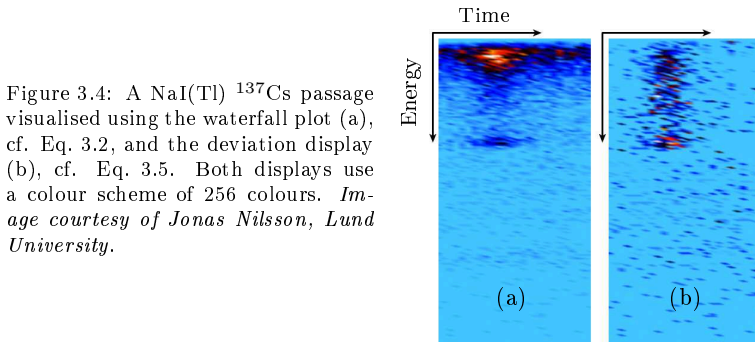 Figure 3.4: A NaI(Tl) ¹³⁷Cs passage
visualised using the waterfall plot (a),
cf. Eq. 3.2, and the deviation display
(b), cf. Eq. 3.5. Both displays use
a colour scheme of 256 colours. Im-
age courtesy of Jonas Nilsson, Lund
University.
Time
Energy
(a)
(b)